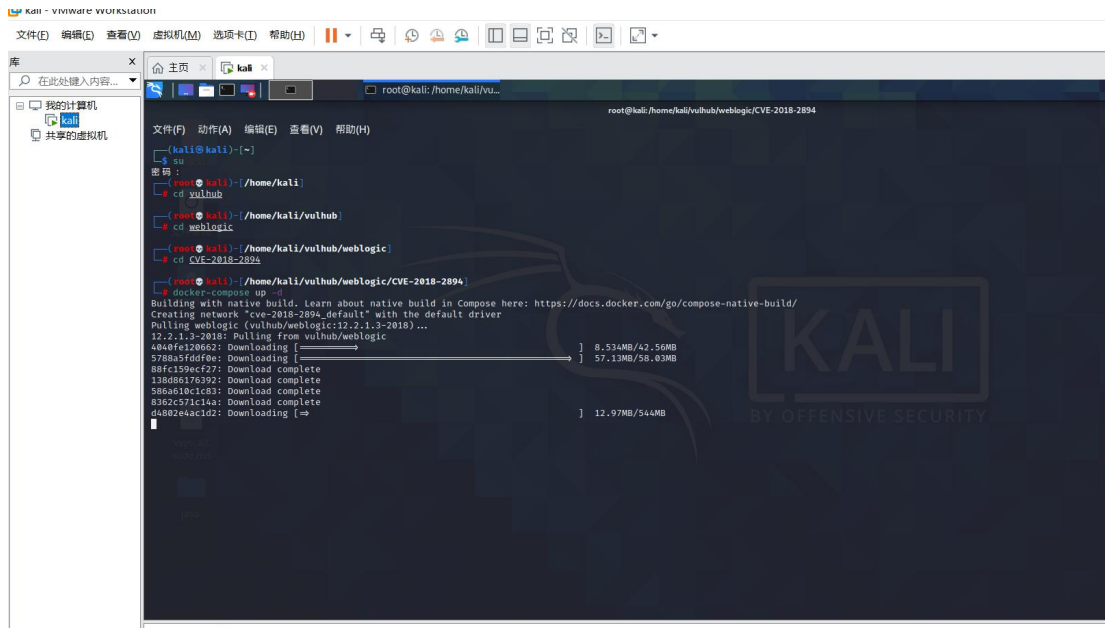 kali - VMware Workstation
文件(F) 编辑(E) 查看(V) 虚拟机(M) 选项卡(T) 帮助(H)
库 X
主页 × kali ×
在此处键入内容...
root@kali: /home/kali/vu...
我的计算机
kali
共享的虚拟机
root@kali: /home/kali/vulhub/weblogic/CVE-2018-2894
文件(F) 动作(A) 编辑(E) 查看(V) 帮助(H)
(kali㉿kali)-[~]
$ su
密码：
(root💀kali)-[/home/kali]
# cd vulhub
(root💀kali)-[/home/kali/vulhub]
# cd weblogic
(root💀kali)-[/home/kali/vulhub/weblogic]
# cd CVE-2018-2894
(root💀kali)-[/home/kali/vulhub/weblogic/CVE-2018-2894]
# docker-compose up -d
Building with native build. Learn about native build in Compose here: https://docs.docker.com/go/compose-native-build/
Creating network "cve-2018-2894_default" with the default driver
Pulling weblogic (vulhub/weblogic:12.2.1.3-2018)...
12.2.1.3-2018: Pulling from vulhub/weblogic
4040fe120662: Downloading [=========>          ] 8.534MB/42.56MB
5788a5fddf0e: Downloading [=================================================> ] 57.13MB/58.03MB
88fc159ecf27: Download complete
138d86176392: Download complete
586a610c1c83: Download complete
8362c571c14a: Download complete
d4802e4ac1d2: Downloading [=>          ] 12.97MB/544MB
KALI
BY OFFENSIVE SECURITY